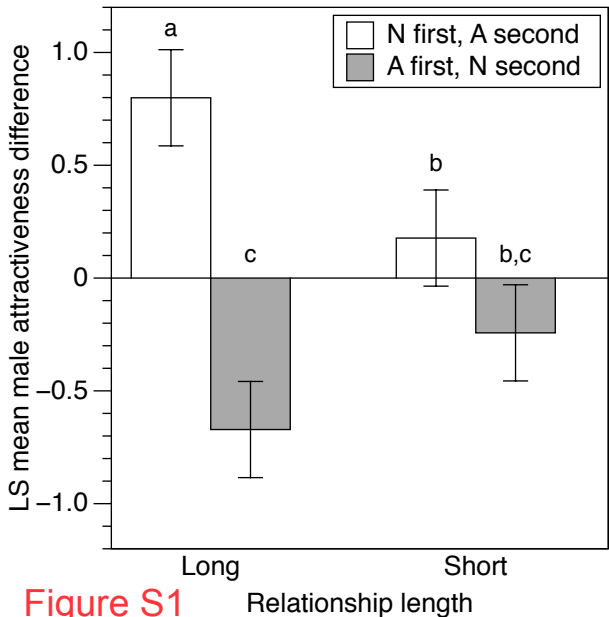 N first, A second
A first, N second
LS mean male attractiveness difference
1.0
0.5
0
−0.5
−1.0
a
c
b
b,c
Long
Short
Figure S1
Relationship length